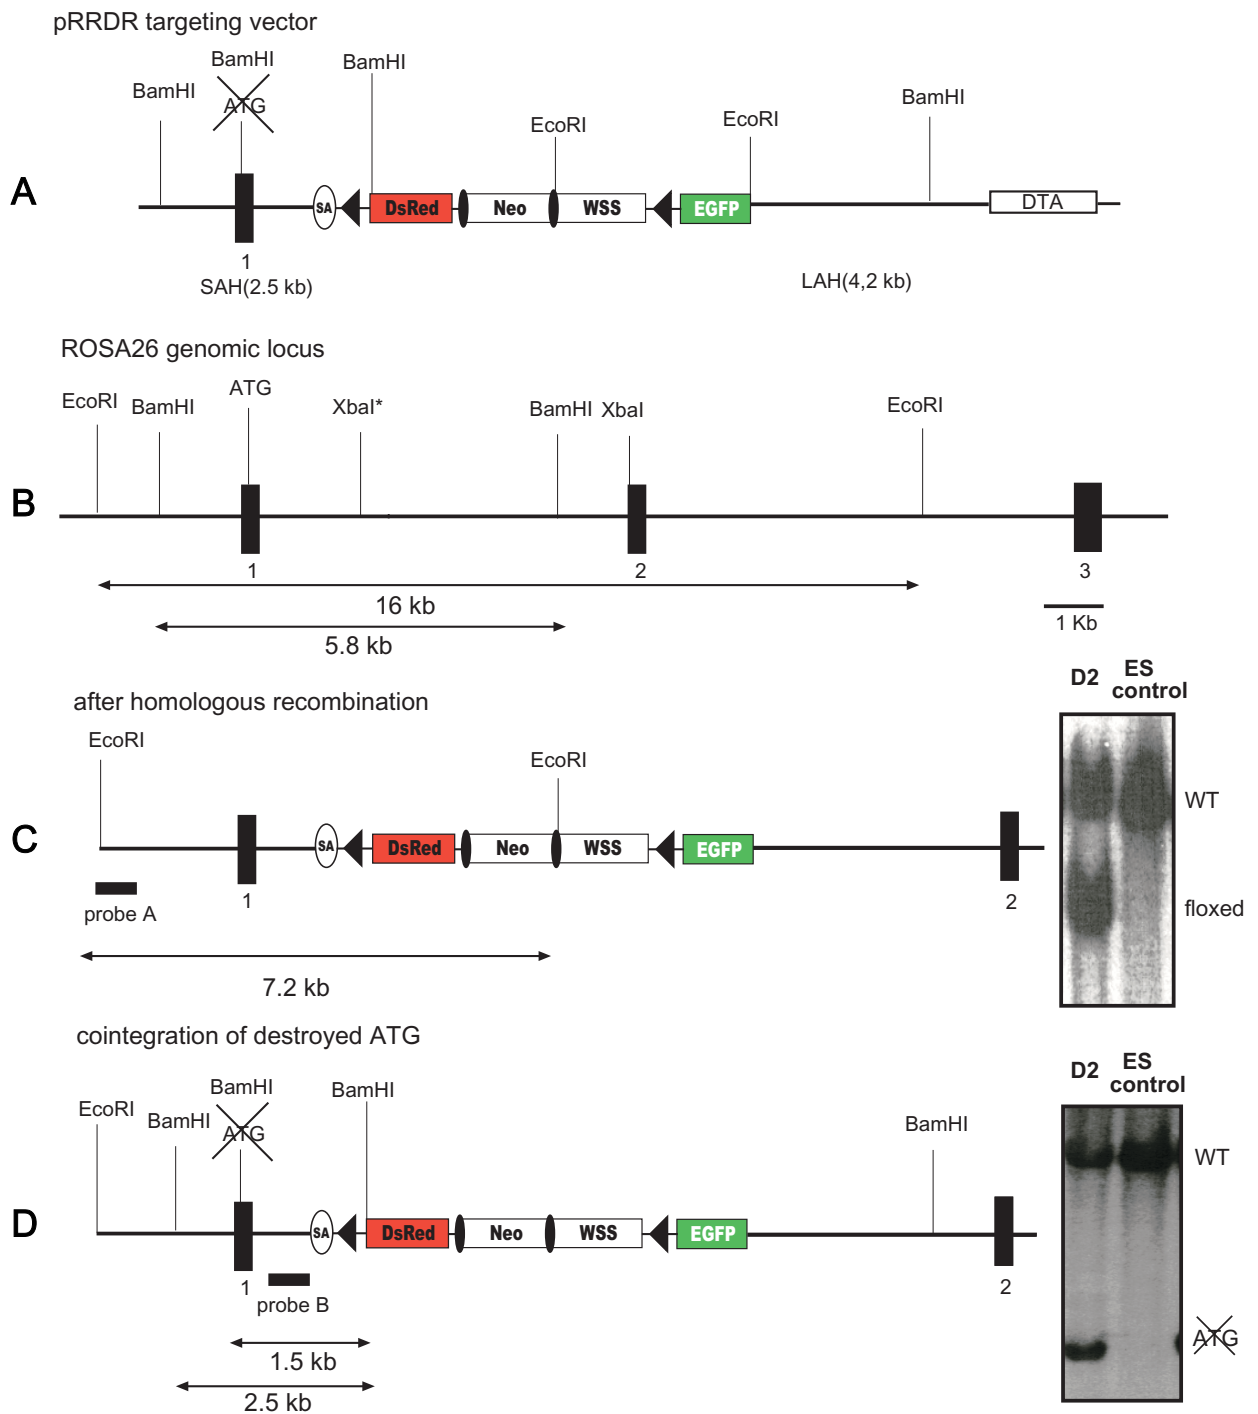 pRRDR targeting vector
BamHI
BamHI
ATG
BamHI
EcoRI
EcoRI
BamHI
A
SA
DsRed
Neo
WSS
EGFP
DTA
1
SAH(2.5 kb)
LAH(4,2 kb)
ROSA26 genomic locus
EcoRI
BamHI
ATG
XbaI*
BamHI
XbaI
EcoRI
B
1
2
3
16 kb
5.8 kb
1 Kb
after homologous recombination
EcoRI
EcoRI
C
SA
DsRed
Neo
WSS
EGFP
1
2
probe A
7.2 kb
D2
ES control
WT
floxed
cointegration of destroyed ATG
EcoRI
BamHI
BamHI
ATG
BamHI
BamHI
D
SA
DsRed
Neo
WSS
EGFP
1
2
probe B
1.5 kb
2.5 kb
D2
ES control
WT
ATG